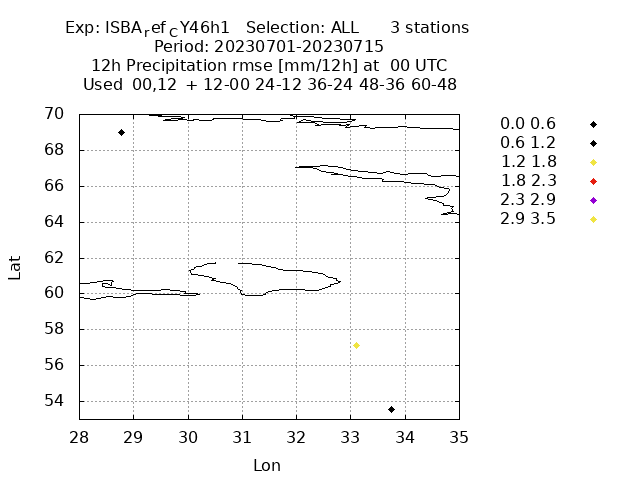 Exp: ISBArefCY46h1 Selection: ALL 3 stations
Period: 20230701-20230715
12h Precipitation rmse [mm/12h] at 00 UTC
Used 00,12 + 12-00 24-12 36-24 48-36 60-48
70
68
66
64
62
60
58
56
54
Lat
28 29 30 31 32 33 34 35
Lon
0.0 0.6
0.6 1.2
1.2 1.8
1.8 2.3
2.3 2.9
2.9 3.5